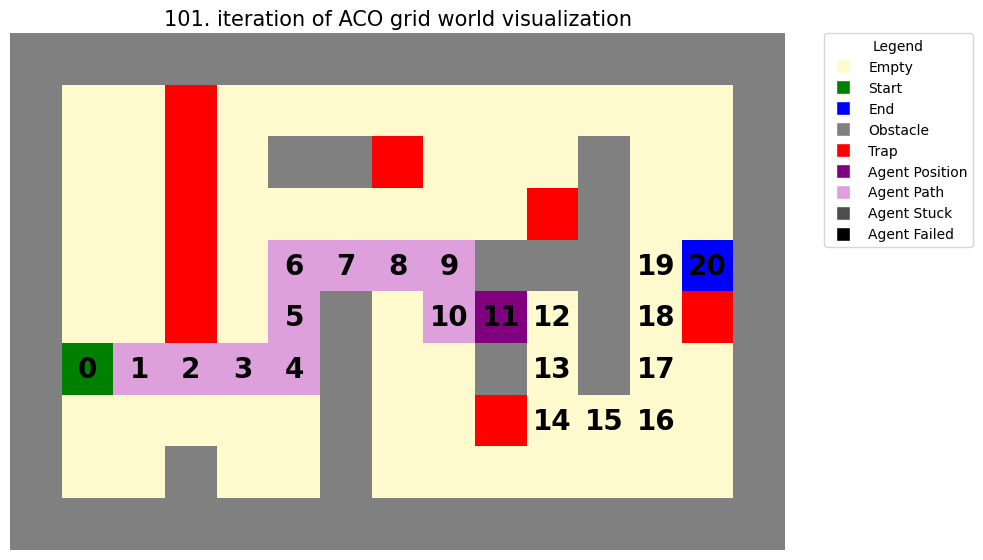 101. iteration of ACO grid world visualization
Legend
Empty
Start
End
Obstacle
Trap
Agent Position
Agent Path
Agent Stuck
Agent Failed
6 7 8 9 19 20
5 10 11 12 18
0 1 2 3 4 13 17
14 15 16